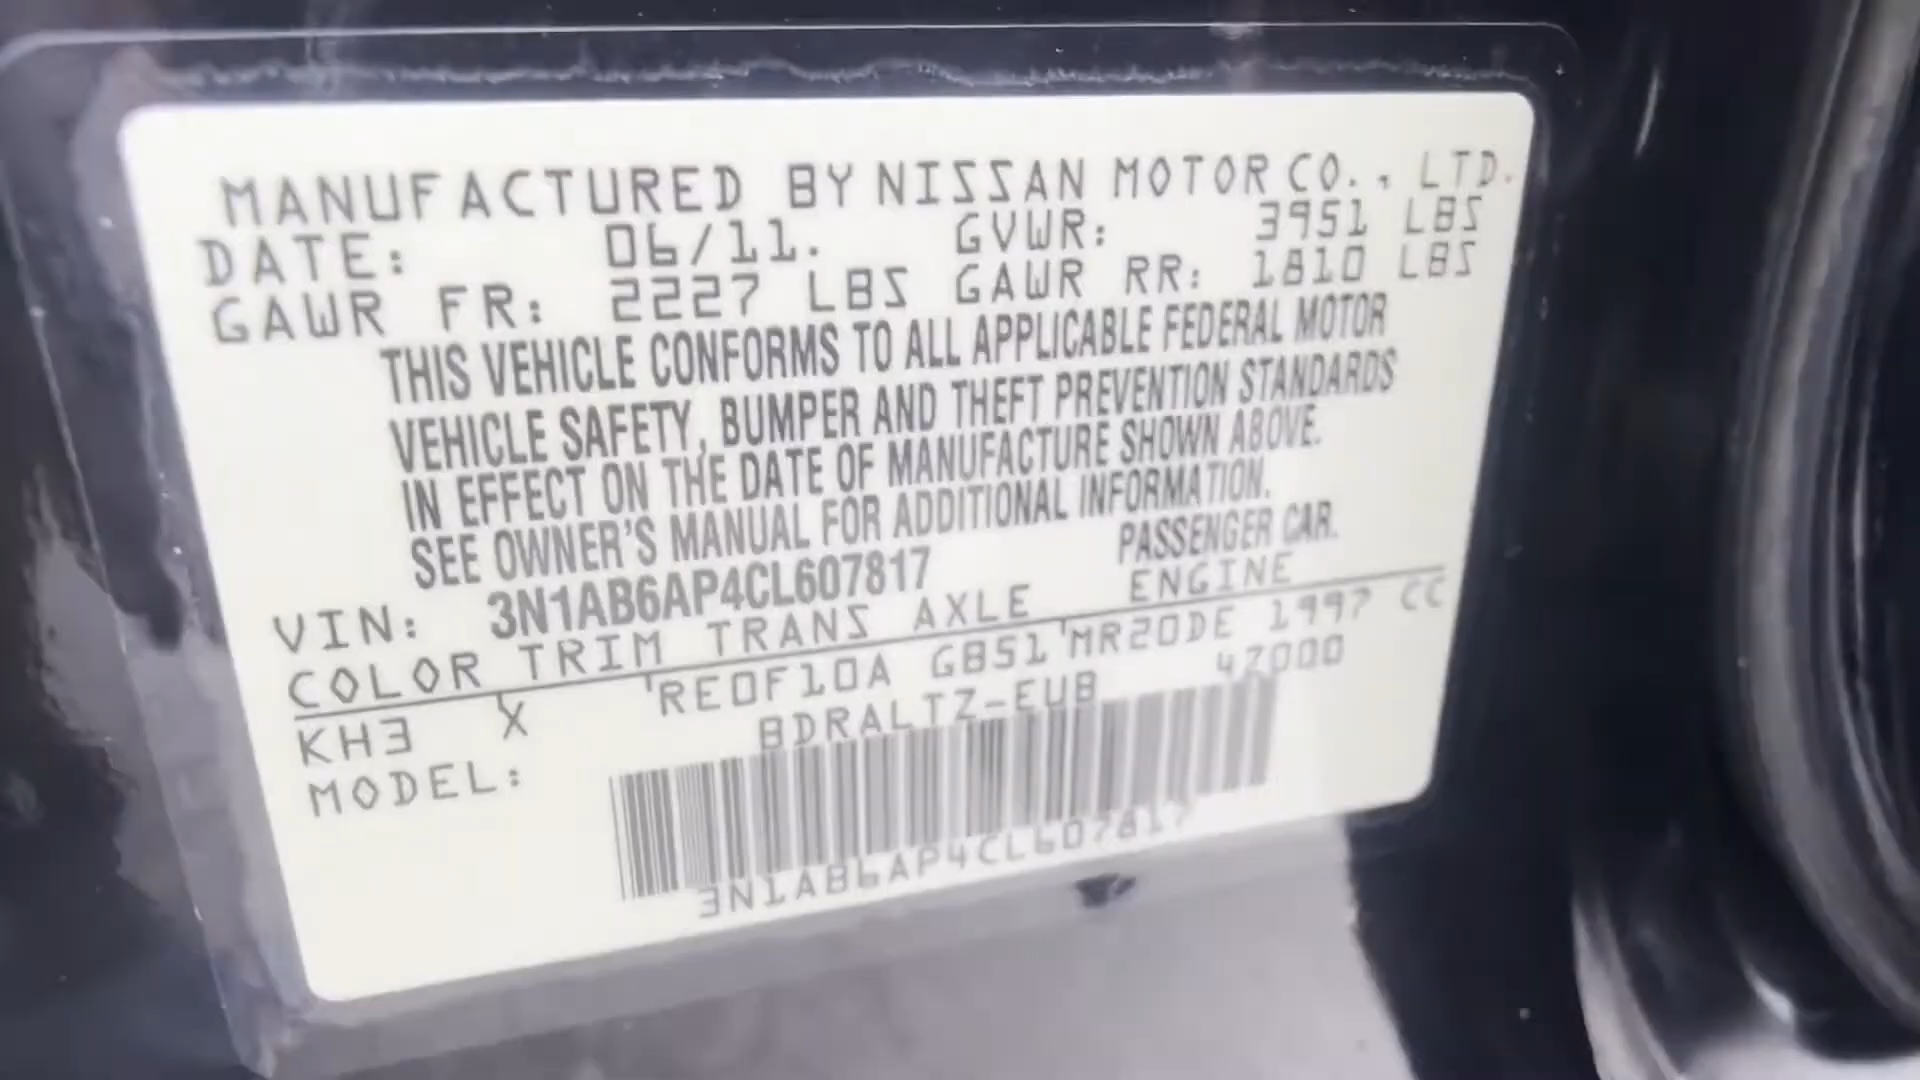 MANUFACTURED BY NISSAN MOTOR CO., LTD.
DATE: 06/11. GVWR: 3951 LBS
GAWR FR: 2227 LBS GAWR RR: 1810 LBS
THIS VEHICLE CONFORMS TO ALL APPLICABLE FEDERAL MOTOR
VEHICLE SAFETY, BUMPER AND THEFT PREVENTION STANDARDS
IN EFFECT ON THE DATE OF MANUFACTURE SHOWN ABOVE.
SEE OWNER'S MANUAL FOR ADDITIONAL INFORMATION.
VIN: 3N1AB6AP4CL607817 PASSENGER CAR.
COLOR TRIM TRANS AXLE ENGINE
KH3 X RE0F10A GB51 MR20DE 1997 CC
MODEL: BDRALTZ-EUB 47000
3N1AB6AP4CL607817